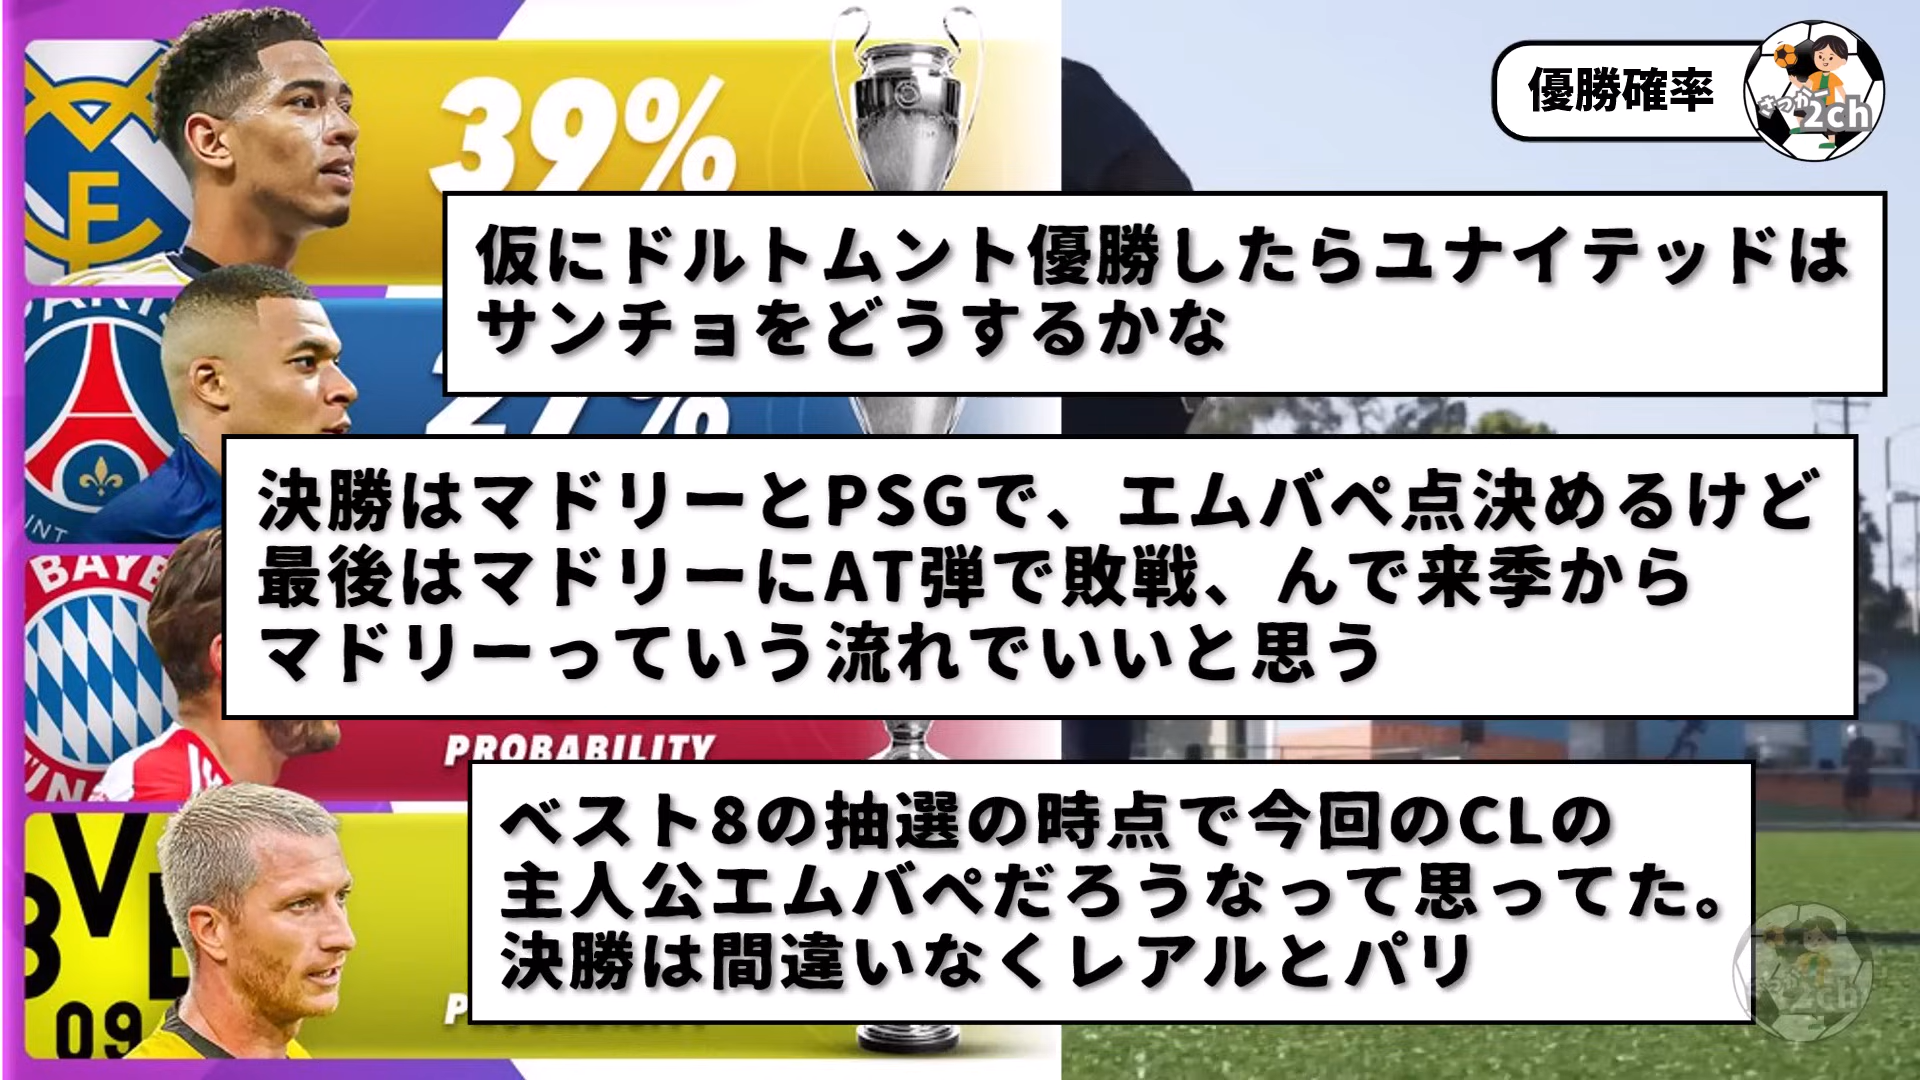 39%
優勝確率
さっか2ch
仮にドルトムント優勝したらユナイテッドは
サンチョをどうするかな
決勝はマドリーとPSGで、エムバペ点決めるけど
最後はマドリーにAT弾で敗戦、んで来季から
マドリーっていう流れでいいと思う
PROBABILITY
ベスト8の抽選の時点で今回のCLの
主人公エムバペだろうなって思ってた。
決勝は間違いなくレアルとパリ
09